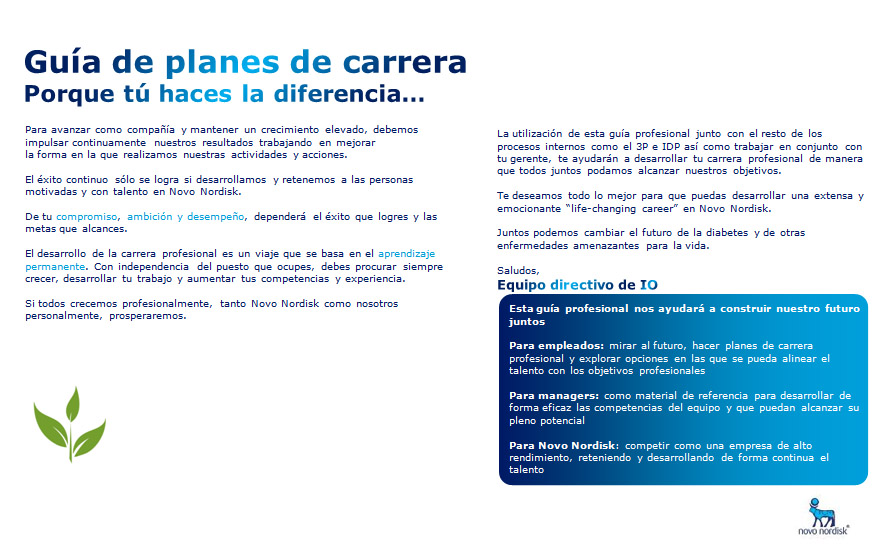 Guía de planes de carrera
Porque tú haces la diferencia...
Para avanzar como compañía y mantener un crecimiento elevado, debemos
impulsar continuamente nuestros resultados trabajando en mejorar
la forma en la que realizamos nuestras actividades y acciones.
El éxito continuo sólo se logra si desarrollamos y retenemos a las personas
motivadas y con talento en Novo Nordisk.
De tu compromiso, ambición y desempeño, dependerá el éxito que logres y las
metas que alcances.
El desarrollo de la carrera profesional es un viaje que se basa en el aprendizaje
permanente. Con independencia del puesto que ocupes, debes procurar siempre
crecer, desarrollar tu trabajo y aumentar tus competencias y experiencia.
Si todos crecemos profesionalmente, tanto Novo Nordisk como nosotros
personalmente, prosperaremos.
La utilización de esta guía profesional junto con el resto de los
procesos internos como el 3P e IDP así como trabajar en conjunto con
tu gerente, te ayudarán a desarrollar tu carrera profesional de manera
que todos juntos podamos alcanzar nuestros objetivos.
Te deseamos todo lo mejor para que puedas desarrollar una extensa y
emocionante “life-changing career” en Novo Nordisk.
Juntos podemos cambiar el futuro de la diabetes y de otras
enfermedades amenazantes para la vida.
Saludos,
Equipo directivo de IO
Esta guía profesional nos ayudará a construir nuestro futuro
juntos
Para empleados: mirar al futuro, hacer planes de carrera
profesional y explorar opciones en las que se pueda alinear el
talento con los objetivos profesionales
Para managers: como material de referencia para desarrollar de
forma eficaz las competencias del equipo y que puedan alcanzar su
pleno potencial
Para Novo Nordisk: competir como una empresa de alto
rendimiento, reteniendo y desarrollando de forma continua el
talento
novo nordisk®